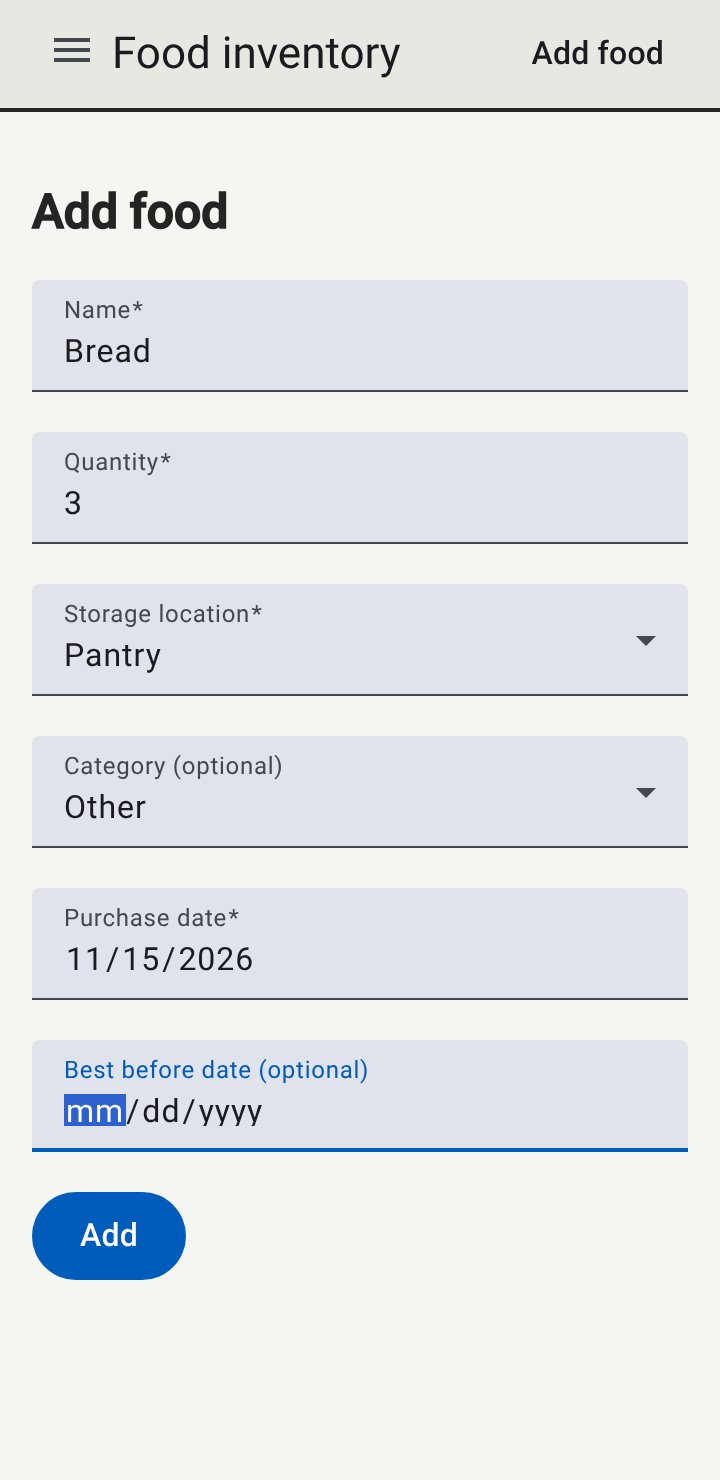 Food inventory
Add food
Add food
Name*
Bread
Quantity*
3
Storage location*
Pantry
Category (optional)
Other
Purchase date*
11/15/2026
Best before date (optional)
mm/dd/yyyy
Add